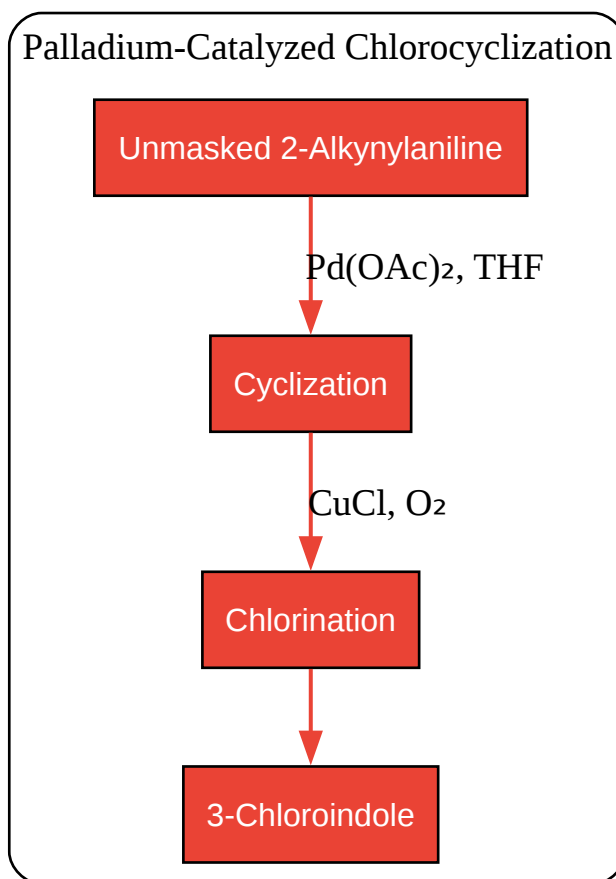 Palladium-Catalyzed Chlorocyclization
Unmasked 2-Alkynylaniline
Pd(OAc)₂, THF
Cyclization
CuCl, O₂
Chlorination
3-Chloroindole